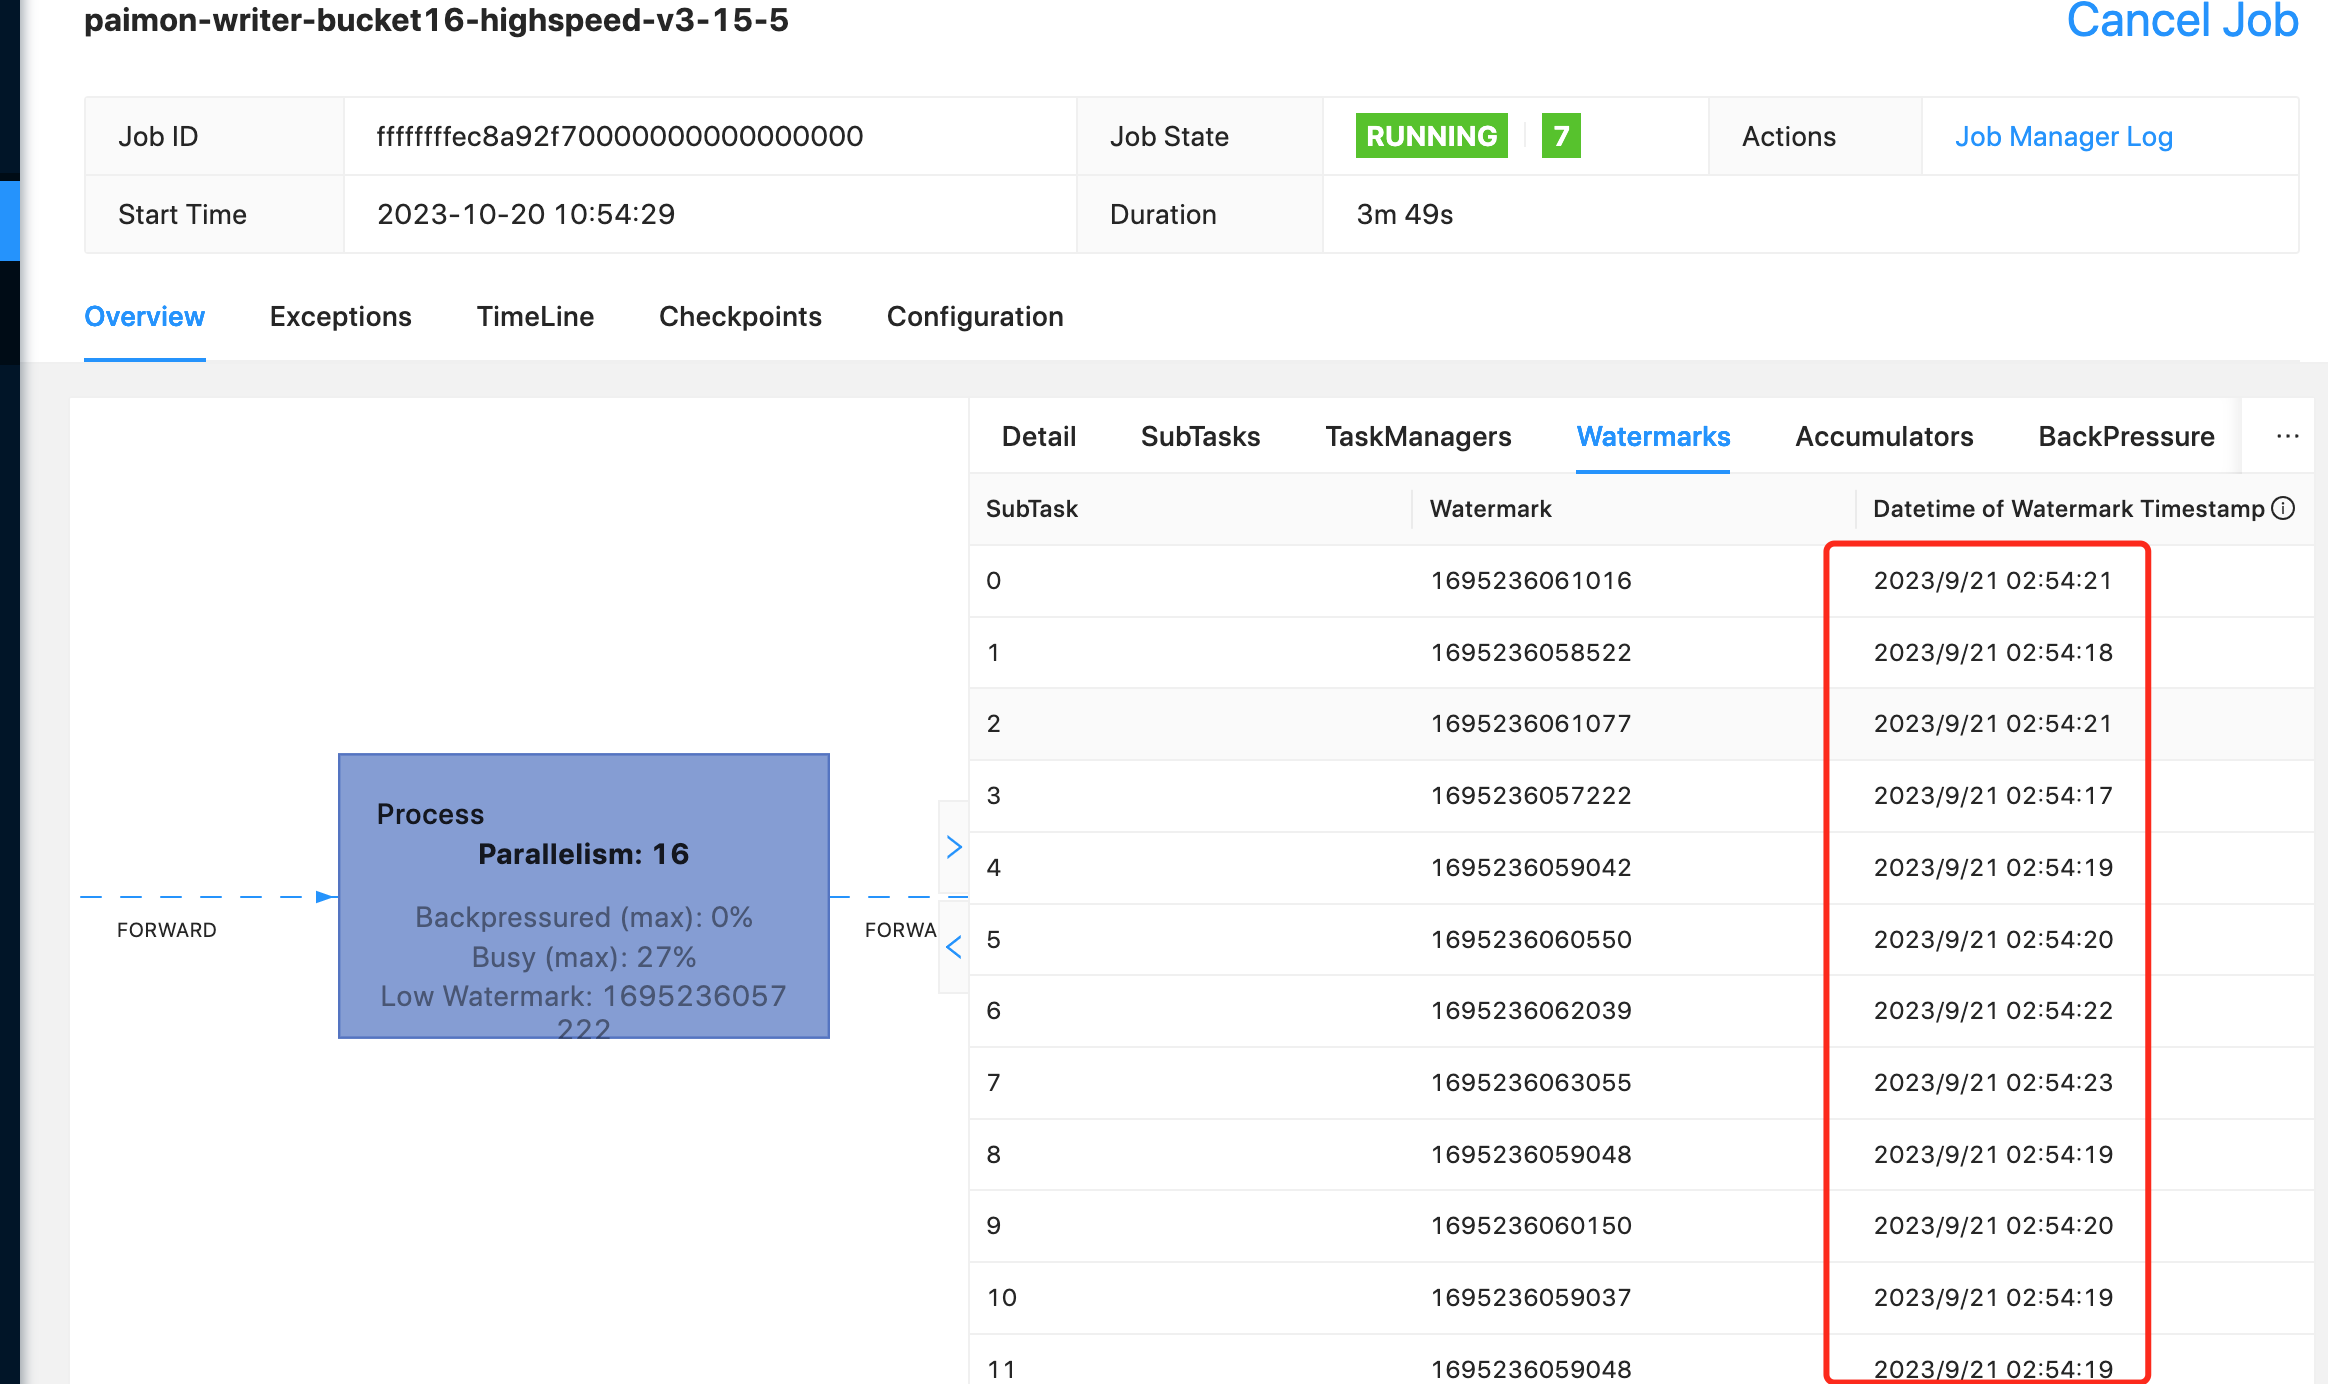 paimon-writer-bucket16-highspeed-v3-15-5
Cancel Job
Job ID ffffffffec8a92f70000000000000000 Job State RUNNING 7 Actions Job Manager Log
Start Time 2023-10-20 10:54:29 Duration 3m 49s
Overview Exceptions TimeLine Checkpoints Configuration
FORWARD
Process
Parallelism: 16
Backpressured (max): 0%
Busy (max): 27%
Low Watermark: 1695236057
222
FORWA
Detail SubTasks TaskManagers Watermarks Accumulators BackPressure ···
SubTask Watermark Datetime of Watermark Timestamp
0 1695236061016 2023/9/21 02:54:21
1 1695236058522 2023/9/21 02:54:18
2 1695236061077 2023/9/21 02:54:21
3 1695236057222 2023/9/21 02:54:17
4 1695236059042 2023/9/21 02:54:19
5 1695236060550 2023/9/21 02:54:20
6 1695236062039 2023/9/21 02:54:22
7 1695236063055 2023/9/21 02:54:23
8 1695236059048 2023/9/21 02:54:19
9 1695236060150 2023/9/21 02:54:20
10 1695236059037 2023/9/21 02:54:19
11 1695236059048 2023/9/21 02:54:19